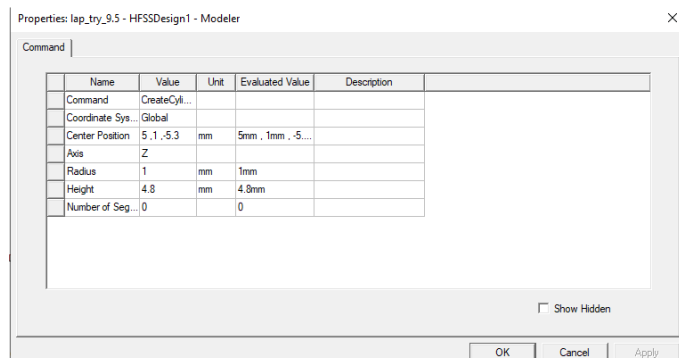 Properties: lap_try_9.5 - HFSSDesign1 - Modeler
Command
Name Value Unit Evaluated Value Description
Command CreateCyli...
Coordinate Sys... Global
Center Position 5 ,1 ,-5.3 mm 5mm , 1mm , -5....
Axis Z
Radius 1 mm 1mm
Height 4.8 mm 4.8mm
Number of Seg... 0 0
Show Hidden
OK Cancel Apply